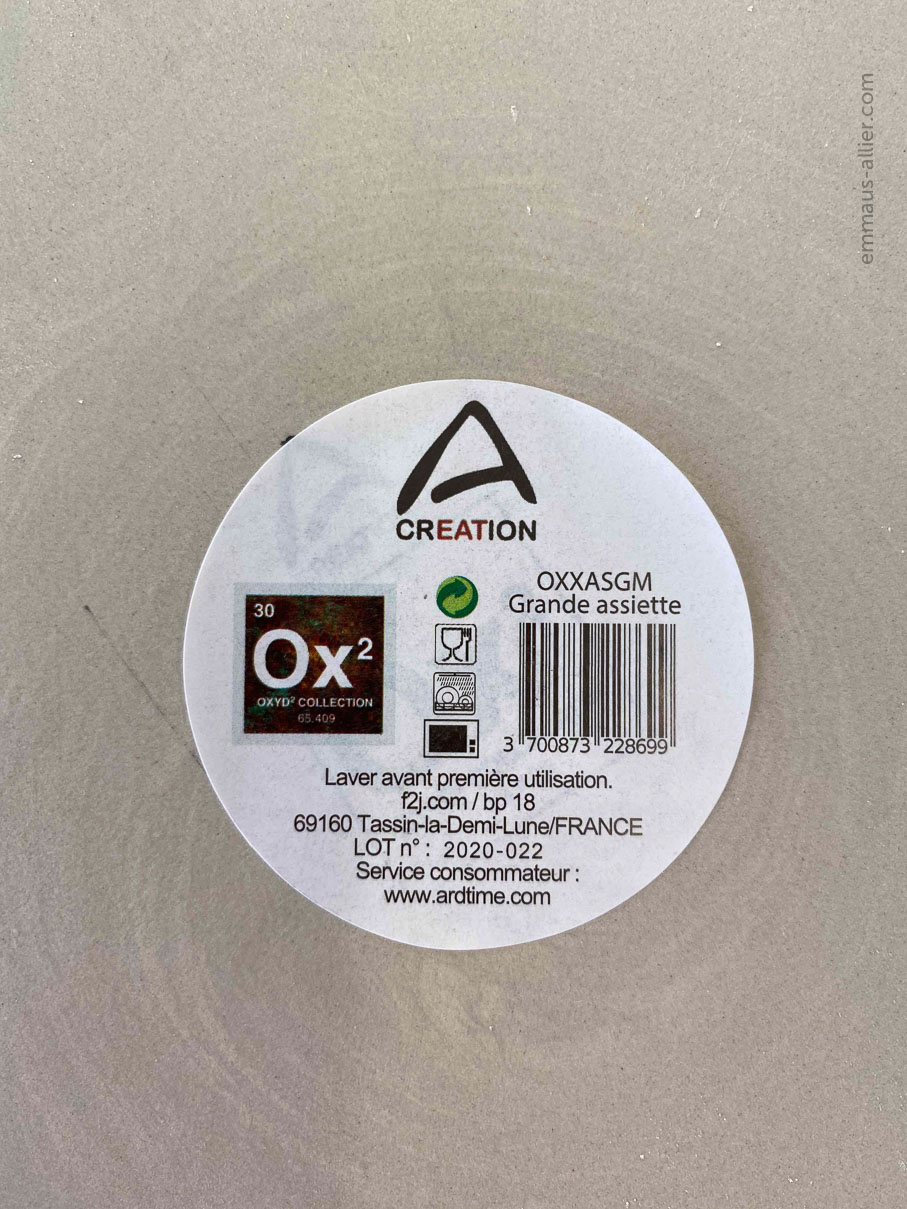 emmaus-allier.com
A
CREATION
OXXASGM
Grande assiette
30
Ox²
OXYD² COLLECTION
65.409
3 700873 228699
Laver avant première utilisation.
f2j.com / bp 18
69160 Tassin-la-Demi-Lune/FRANCE
LOT n° : 2020-022
Service consommateur :
www.ardtime.com